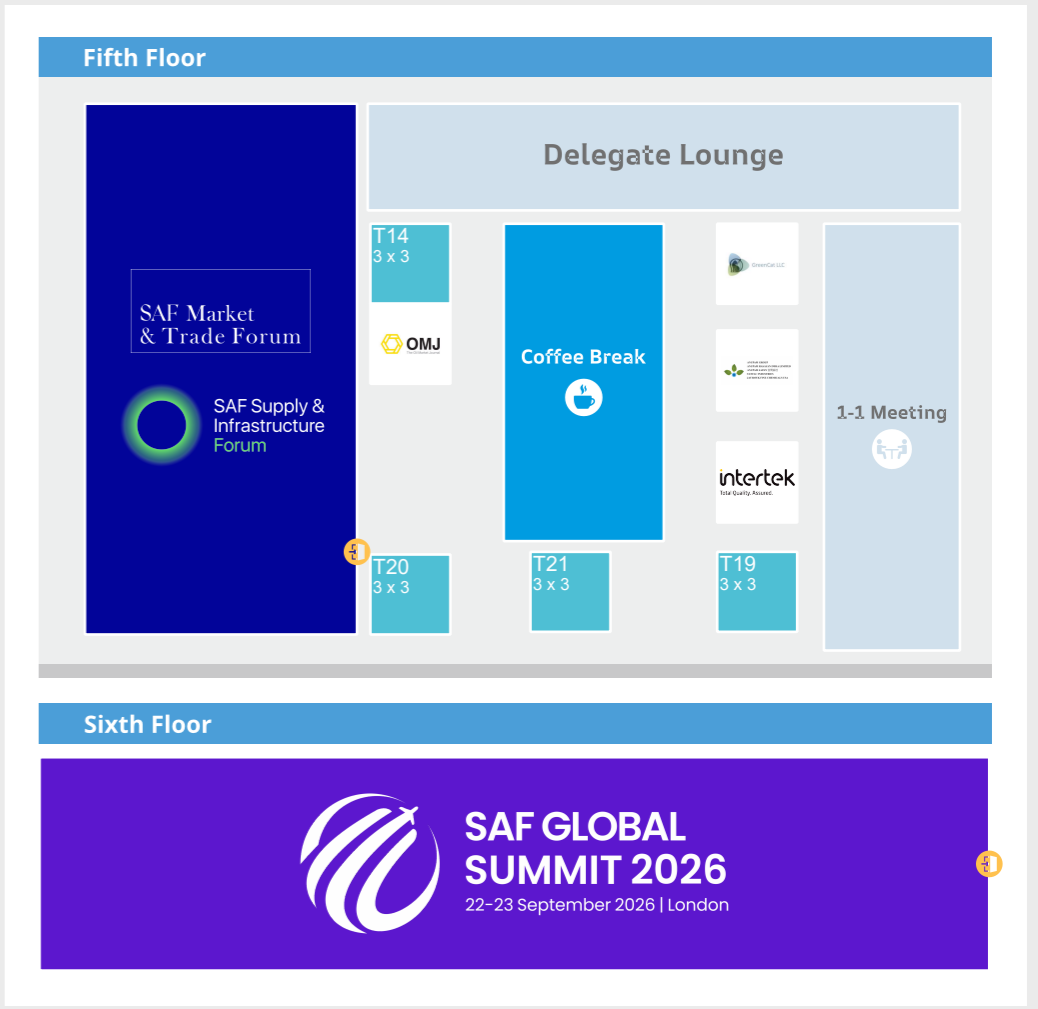 Fifth Floor
Delegate Lounge
SAF Market
& Trade Forum
SAF Supply &
Infrastructure
Forum
T14
3 x 3
OMJ
Coffee Break
GreenCat LLC
intertek
Total Quality. Assured.
1-1 Meeting
T20
3 x 3
T21
3 x 3
T19
3 x 3
Sixth Floor
SAF GLOBAL
SUMMIT 2026
22-23 September 2026 | London